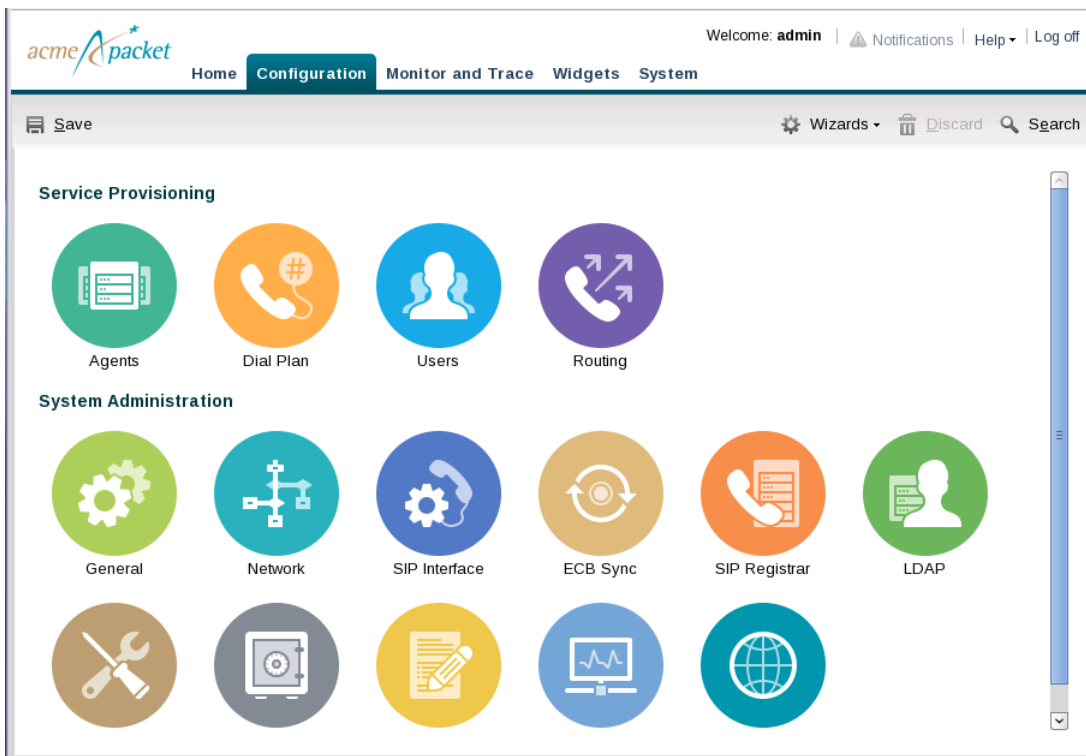 acme packet
Welcome: admin
Notifications
Help
Log off
Home Configuration Monitor and Trace Widgets System
Save
Wizards
Discard
Search
Service Provisioning
#
Agents
Dial Plan
Users
Routing
System Administration
General
Network
SIP Interface
ECB Sync
SIP Registrar
LDAP